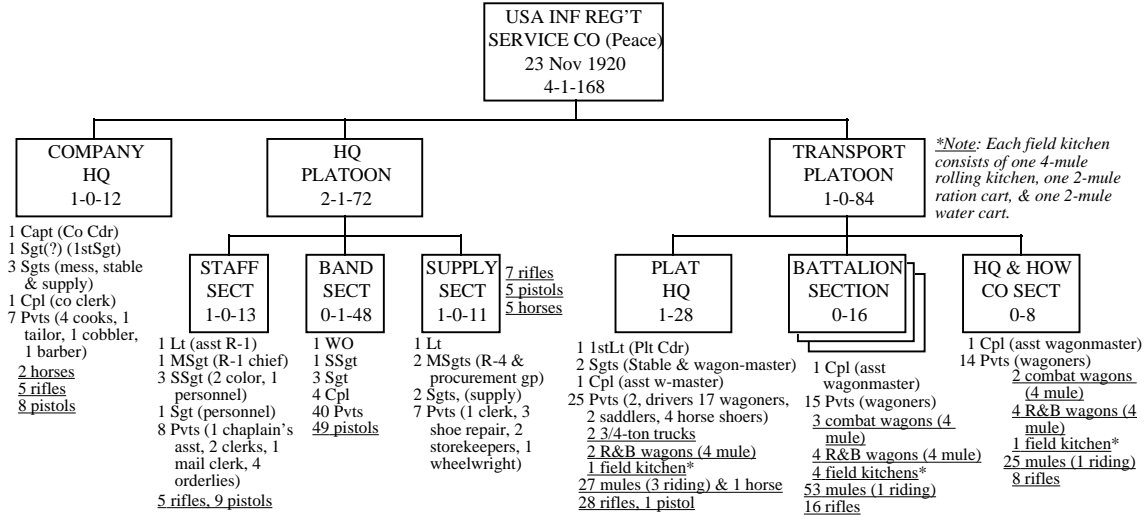 USA INF REG'T
SERVICE CO (Peace)
23 Nov 1920
4-1-168
COMPANY
HQ
1-0-12
HQ
PLATOON
2-1-72
TRANSPORT
PLATOON
1-0-84
*Note: Each field kitchen
consists of one 4-mule
rolling kitchen, one 2-mule
ration cart, & one 2-mule
water cart.
1 Capt (Co Cdr)
1 Sgt(?) (1stSgt)
3 Sgts (mess, stable
& supply)
1 Cpl (co clerk)
7 Pvts (4 cooks, 1
tailor, 1 cobbler,
1 barber)
2 horses
5 rifles
8 pistols
STAFF
SECT
1-0-13
1 Lt (asst R-1)
1 MSgt (R-1 chief)
3 SSgt (2 color, 1
personnel)
1 Sgt (personnel)
8 Pvts (1 chaplain's
asst, 2 clerks, 1
mail clerk, 4
orderlies)
5 rifles, 9 pistols
BAND
SECT
0-1-48
1 WO
1 SSgt
3 Sgt
4 Cpl
40 Pvts
49 pistols
SUPPLY
SECT
1-0-11
7 rifles
5 pistols
5 horses
1 Lt
2 MSgts (R-4 &
procurement gp)
2 Sgts, (supply)
7 Pvts (1 clerk, 3
shoe repair, 2
storekeepers, 1
wheelwright)
PLAT
HQ
1-28
1 1stLt (Plt Cdr)
2 Sgts (Stable & wagon-master)
1 Cpl (asst w-master)
25 Pvts (2, drivers 17 wagoners,
2 saddlers, 4 horse shoers)
2 3/4-ton trucks
2 R&B wagons (4 mule)
1 field kitchen*
27 mules (3 riding) & 1 horse
28 rifles, 1 pistol
BATTALION
SECTION
0-16
1 Cpl (asst
wagonmaster)
15 Pvts (wagoners)
3 combat wagons (4
mule)
4 R&B wagons (4 mule)
4 field kitchens*
53 mules (1 riding)
16 rifles
HQ & HOW
CO SECT
0-8
1 Cpl (asst wagonmaster)
14 Pvts (wagoners)
2 combat wagons
(4 mule)
4 R&B wagons (4
mule)
1 field kitchen*
25 mules (1 riding)
8 rifles